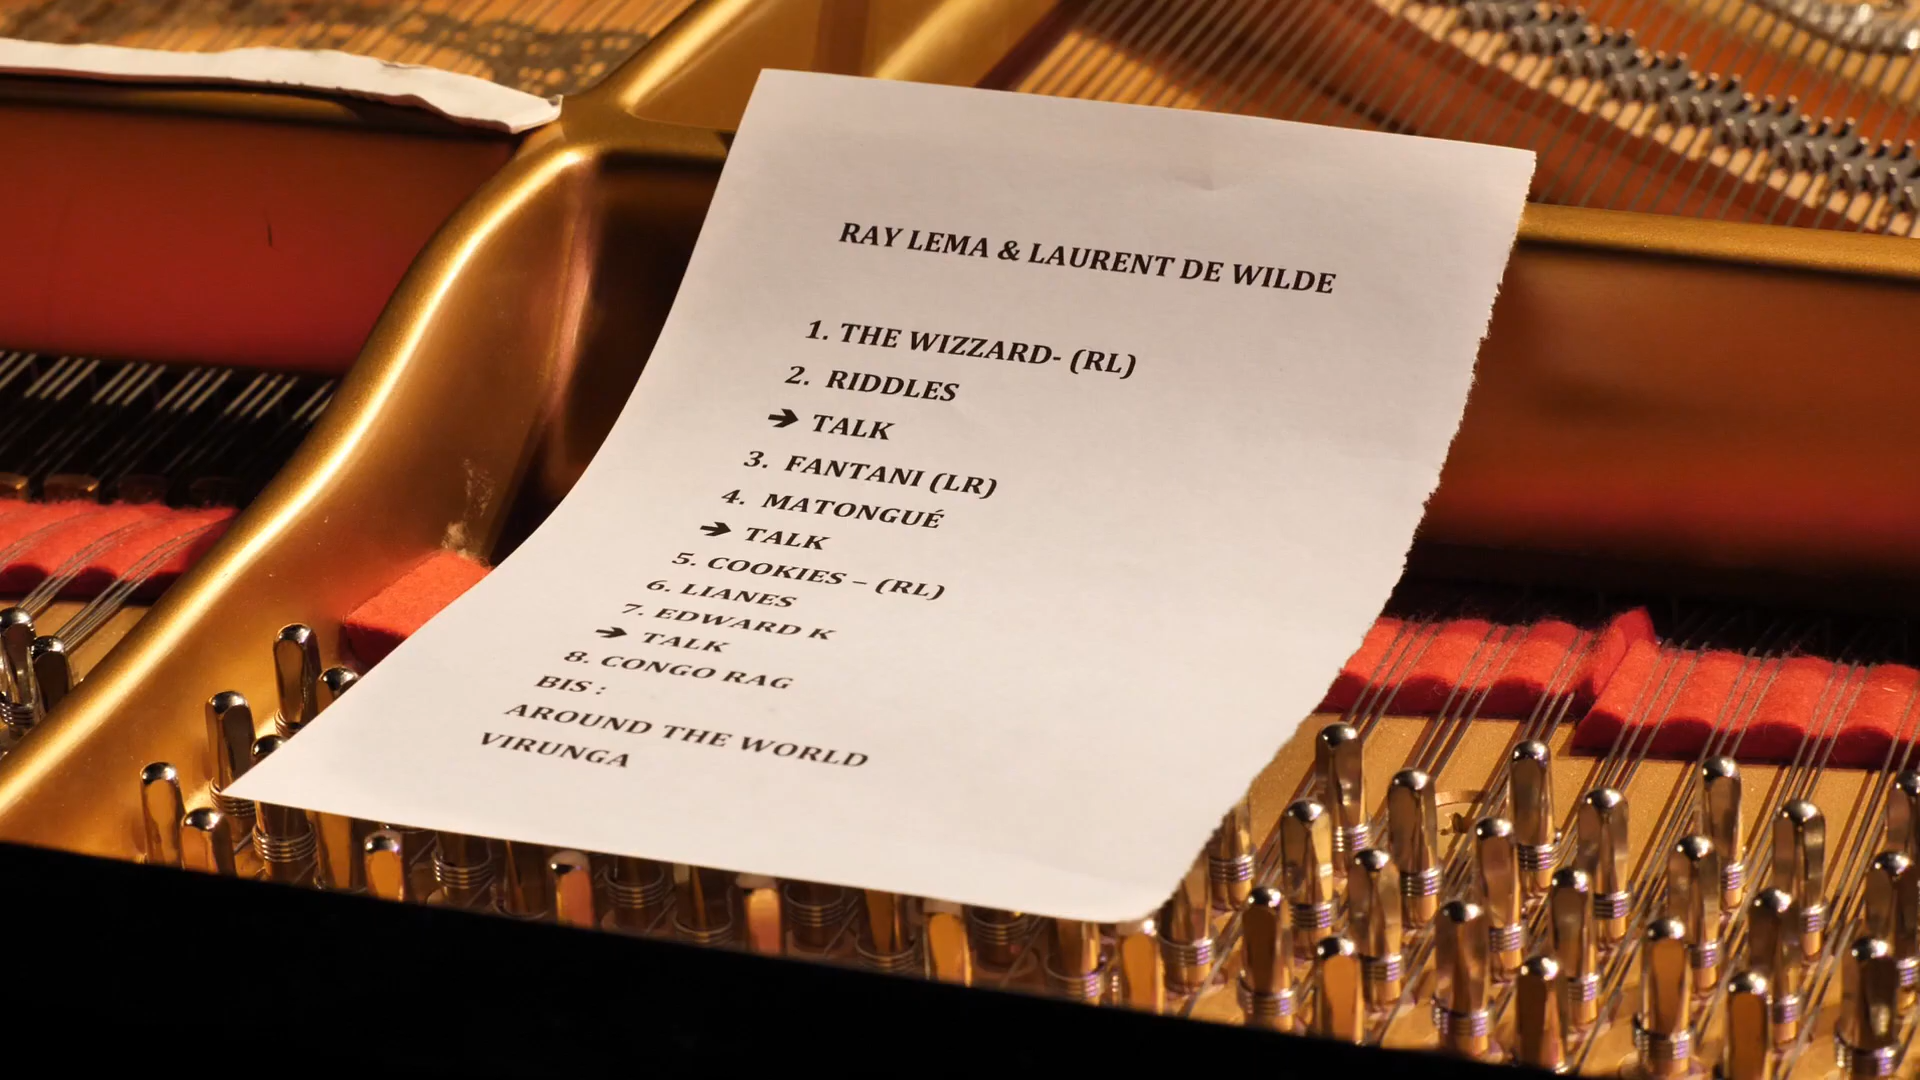 RAY LEMA & LAURENT DE WILDE
1. THE WIZZARD- (RL)
2. RIDDLES
➔ TALK
3. FANTANI (LR)
4. MATONGUÉ
➔ TALK
5. COOKIES – (RL)
6. LIANES
7. EDWARD K
➔ TALK
8. CONGO RAG
BIS :
AROUND THE WORLD
VIRUNGA